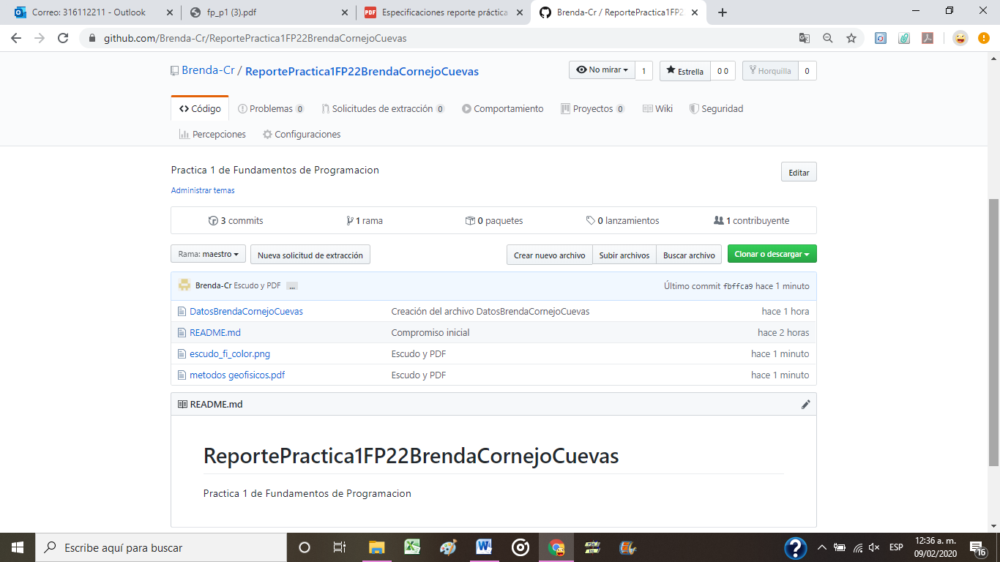 Correo: 316112211 - Outlook
fp_p1 (3).pdf
Especificaciones reporte práctica
Brenda-Cr / ReportePractica1FP2
github.com/Brenda-Cr/ReportePractica1FP22BrendaCornejoCuevas
Brenda-Cr / ReportePractica1FP22BrendaCornejoCuevas
No mirar 1
Estrella 0 0
Horquilla 0
Código
Problemas 0
Solicitudes de extracción 0
Comportamiento
Proyectos 0
Wiki
Seguridad
Percepciones
Configuraciones
Practica 1 de Fundamentos de Programacion
Editar
Administrar temas
3 commits
1 rama
0 paquetes
0 lanzamientos
1 contribuyente
Rama: maestro
Nueva solicitud de extracción
Crear nuevo archivo
Subir archivos
Buscar archivo
Clonar o descargar
Brenda-Cr Escudo y PDF ...
Último commit fbffca9 hace 1 minuto
DatosBrendaCornejoCuevas Creación del archivo DatosBrendaCornejoCuevas hace 1 hora
README.md Compromiso inicial hace 2 horas
escudo_fi_color.png Escudo y PDF hace 1 minuto
metodos geofisicos.pdf Escudo y PDF hace 1 minuto
README.md
ReportePractica1FP22BrendaCornejoCuevas
Practica 1 de Fundamentos de Programacion
Escribe aquí para buscar
ESP
12:36 a. m.
09/02/2020
16